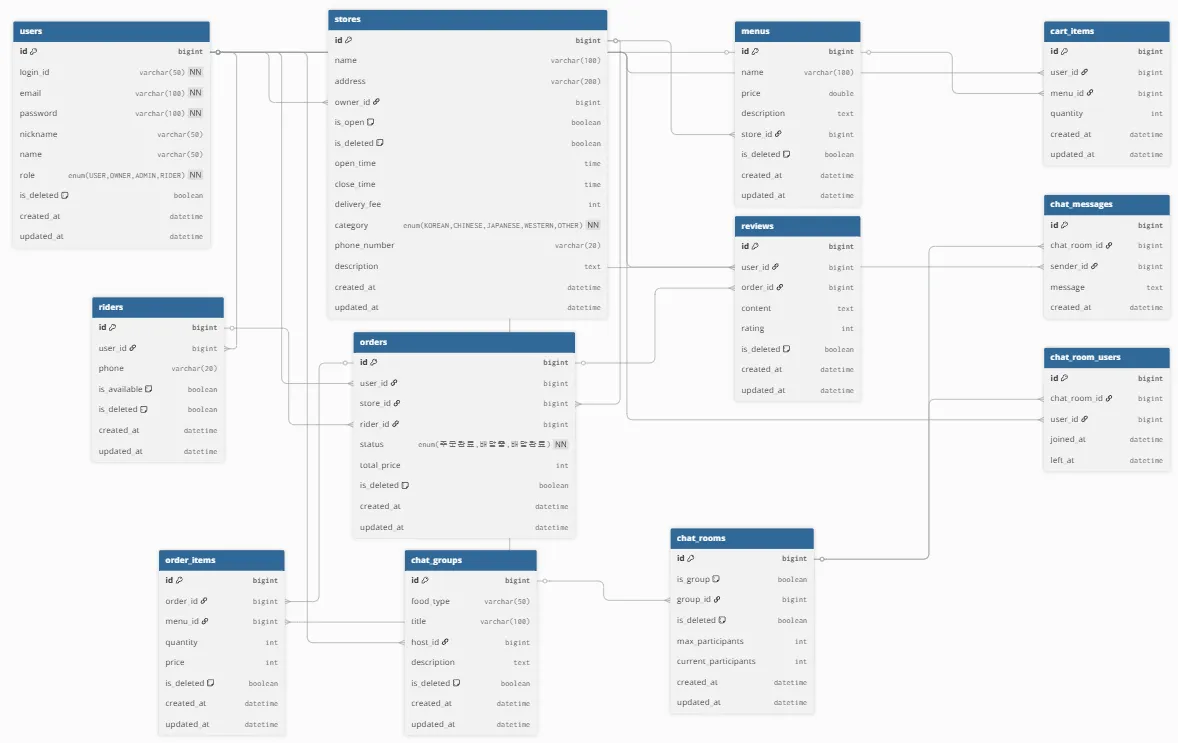 users
id bigint
login_id varchar(50) NN
email varchar(100) NN
password varchar(100) NN
nickname varchar(50)
name varchar(50)
role enum(USER,OWNER,ADMIN,RIDER) NN
is_deleted boolean
created_at datetime
updated_at datetime
stores
id bigint
name varchar(100)
address varchar(200)
owner_id bigint
is_open boolean
is_deleted boolean
open_time time
close_time time
delivery_fee int
category enum(KOREAN,CHINESE,JAPANESE,WESTERN,OTHER) NN
phone_number varchar(20)
description text
created_at datetime
updated_at datetime
menus
id bigint
name varchar(100)
price double
description text
store_id bigint
is_deleted boolean
created_at datetime
updated_at datetime
cart_items
id bigint
user_id bigint
menu_id bigint
quantity int
created_at datetime
updated_at datetime
chat_messages
id bigint
chat_room_id bigint
sender_id bigint
message text
created_at datetime
reviews
id bigint
user_id bigint
order_id bigint
content text
rating int
is_deleted boolean
created_at datetime
updated_at datetime
riders
id bigint
user_id bigint
phone varchar(20)
is_available boolean
is_deleted boolean
created_at datetime
updated_at datetime
orders
id bigint
user_id bigint
store_id bigint
rider_id bigint
status enum(주문완료,배달중,배달완료) NN
total_price int
is_deleted boolean
created_at datetime
updated_at datetime
chat_room_users
id bigint
chat_room_id bigint
user_id bigint
joined_at datetime
left_at datetime
order_items
id bigint
order_id bigint
menu_id bigint
quantity int
price int
is_deleted boolean
created_at datetime
updated_at datetime
chat_groups
id bigint
food_type varchar(50)
title varchar(100)
host_id bigint
description text
is_deleted boolean
created_at datetime
updated_at datetime
chat_rooms
id bigint
is_group boolean
group_id bigint
is_deleted boolean
max_participants int
current_participants int
created_at datetime
updated_at datetime